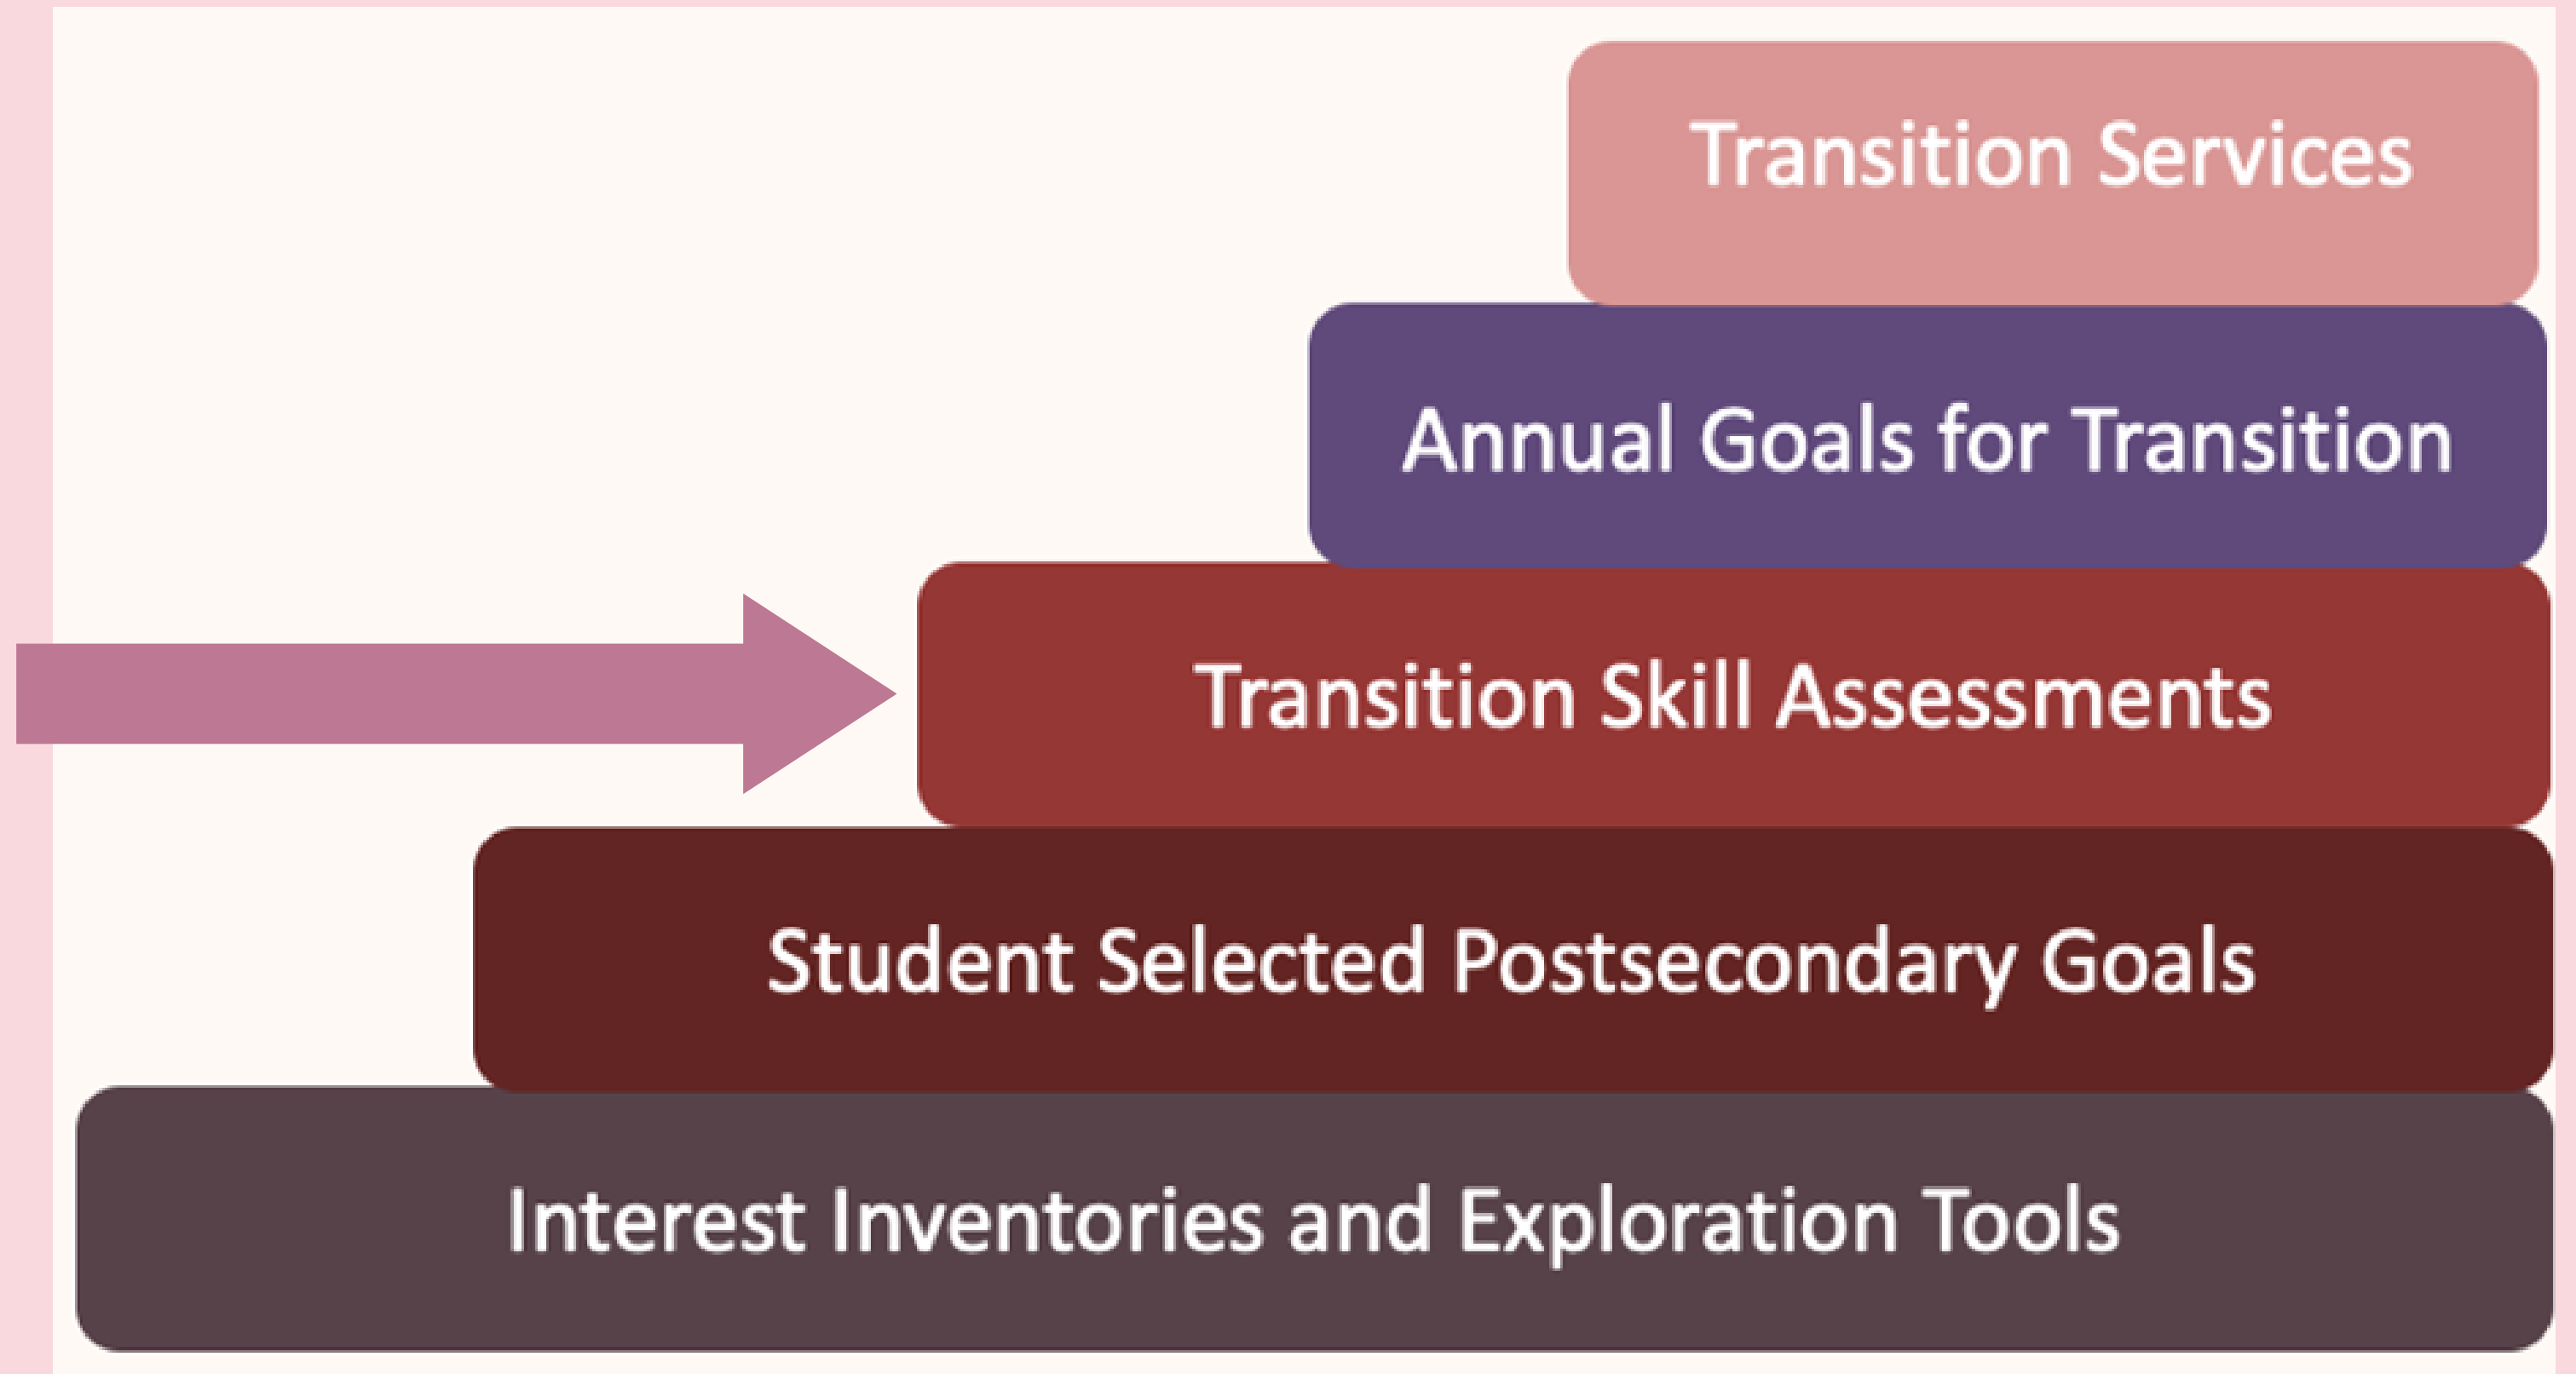 Transition Services
Annual Goals for Transition
Transition Skill Assessments
Student Selected Postsecondary Goals
Interest Inventories and Exploration Tools